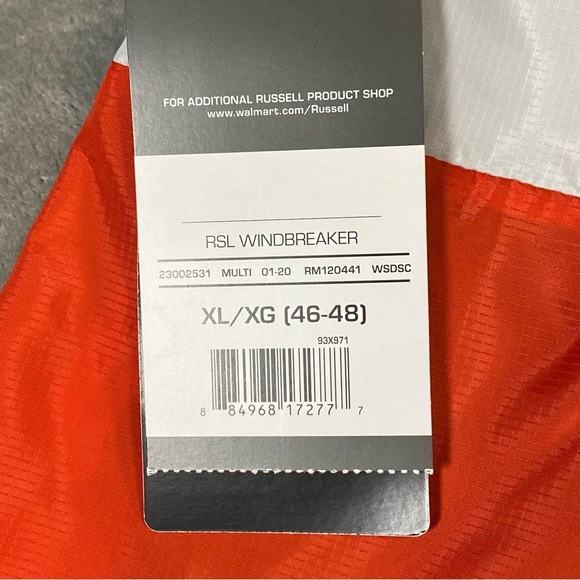 FOR ADDITIONAL RUSSELL PRODUCT SHOP
www.walmart.com/Russell
RSL WINDBREAKER
23002531 MULTI 01-20 RM120441 WSDSC
XL/XG (46-48)
93X971
8 84968 17277 7